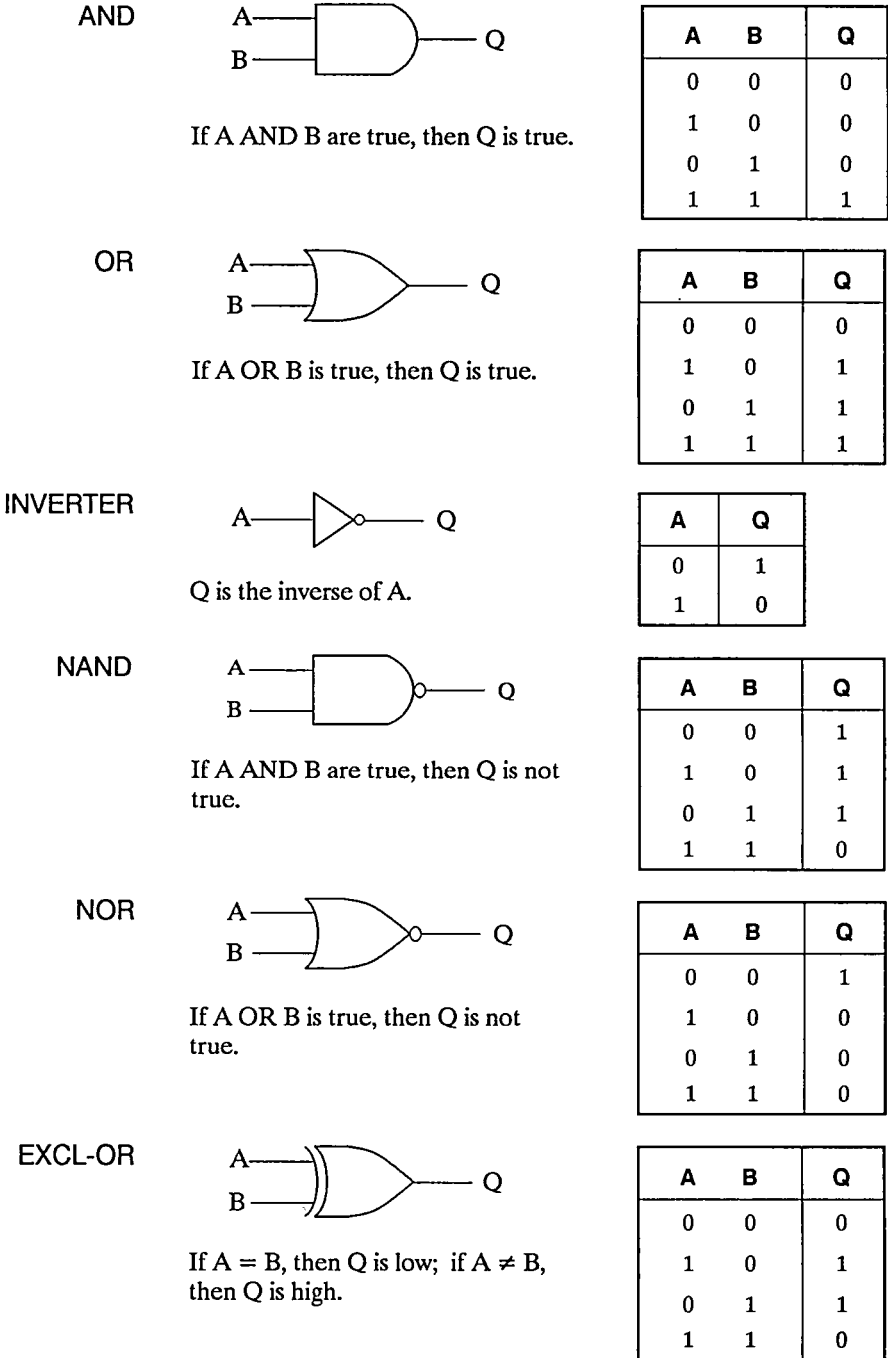 AND
A
B
Q
If A AND B are true, then Q is true.
A B Q
0 0 0
1 0 0
0 1 0
1 1 1
OR
A
B
Q
If A OR B is true, then Q is true.
A B Q
0 0 0
1 0 1
0 1 1
1 1 1
INVERTER
A
Q
Q is the inverse of A.
A Q
0 1
1 0
NAND
A
B
Q
If A AND B are true, then Q is not
true.
A B Q
0 0 1
1 0 1
0 1 1
1 1 0
NOR
A
B
Q
If A OR B is true, then Q is not
true.
A B Q
0 0 1
1 0 0
0 1 0
1 1 0
EXCL-OR
A
B
Q
If A = B, then Q is low; if A ≠ B,
then Q is high.
A B Q
0 0 0
1 0 1
0 1 1
1 1 0